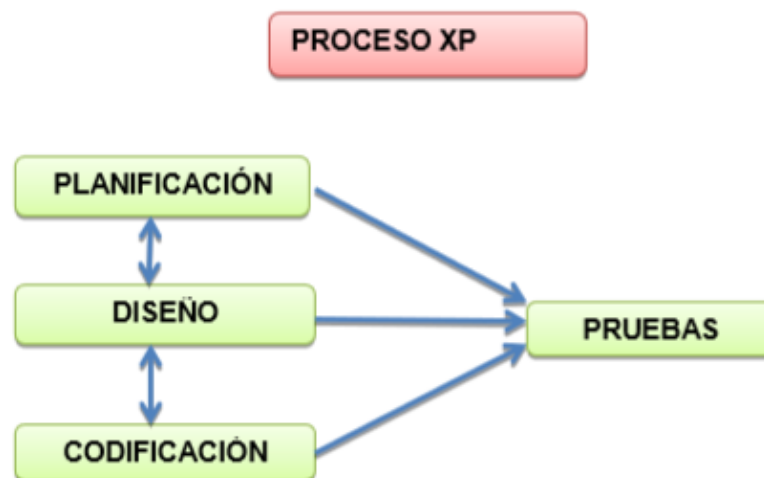 PROCESO XP
PLANIFICACIÓN
DISEÑO
PRUEBAS
CODIFICACIÓN